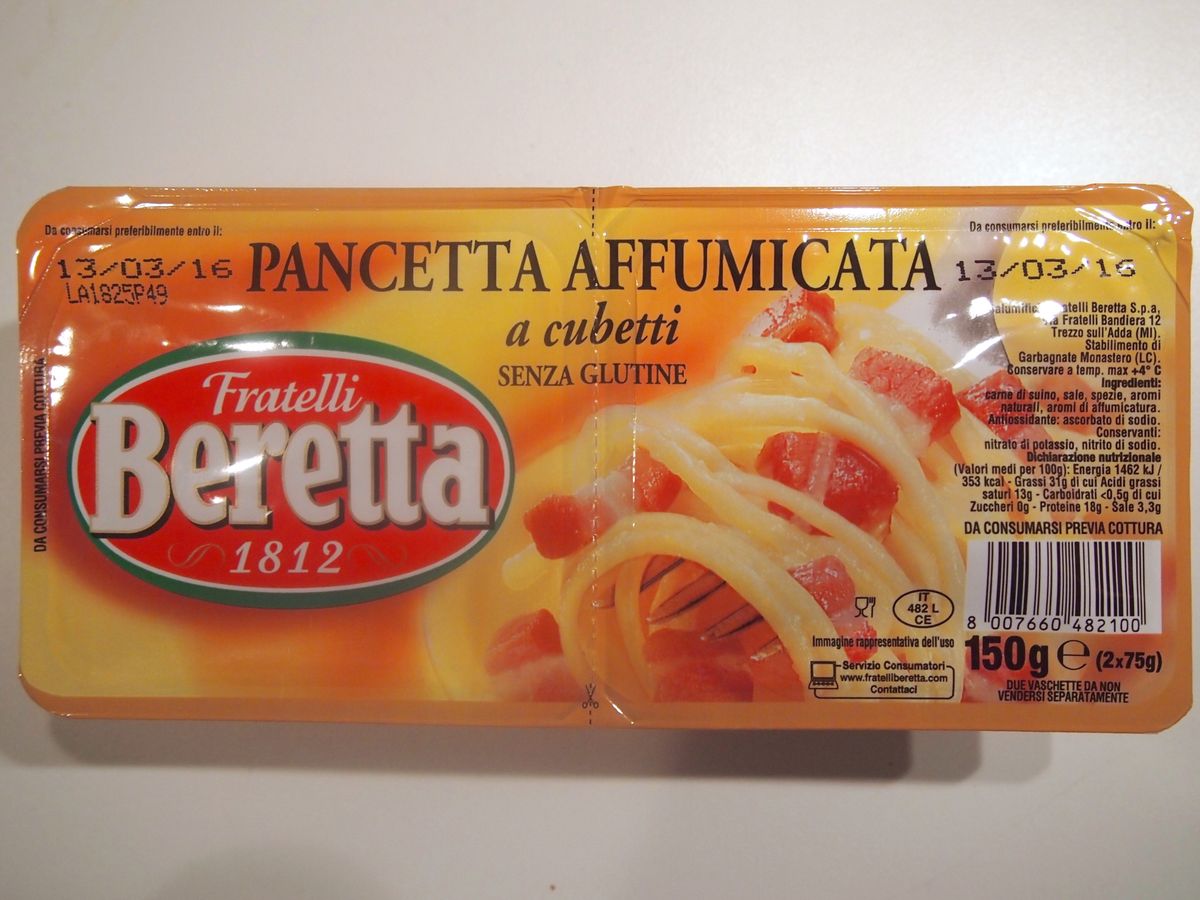 Da consumarsi preferibilmente entro il:
13/03/16
LA1825P49
PANCETTA AFFUMICATA
a cubetti
SENZA GLUTINE
Da consumarsi preferibilmente entro il:
13/03/16
DA CONSUMARSI PREVIA COTTURA
Fratelli
Beretta
1812
Fratelli Beretta S.p.a,
Via Fratelli Bandiera 12
Trezzo sull'Adda (MI).
Stabilimento di
Garbagnate Monastero (LC).
Conservare a temp. max +4° C
Ingredienti:
carne di suino, sale, spezie, aromi
naturali, aromi di affumicatura.
Antiossidante: ascorbato di sodio.
Conservanti:
nitrato di potassio, nitrito di sodio.
Dichiarazione nutrizionale
(Valori medi per 100g): Energia 1462 kJ /
353 kcal - Grassi 31g di cui Acidi grassi
saturi 13g - Carboidrati <0,5g di cui
Zuccheri 0g - Proteine 18g - Sale 3,3g
DA CONSUMARSI PREVIA COTTURA
IT
482 L
CE
8 007660 482100
Immagine rappresentativa dell'uso
Servizio Consumatori
www.fratelliberetta.com
Contattaci
150g e (2x75g)
DUE VASCHETTE DA NON
VENDERSI SEPARATAMENTE